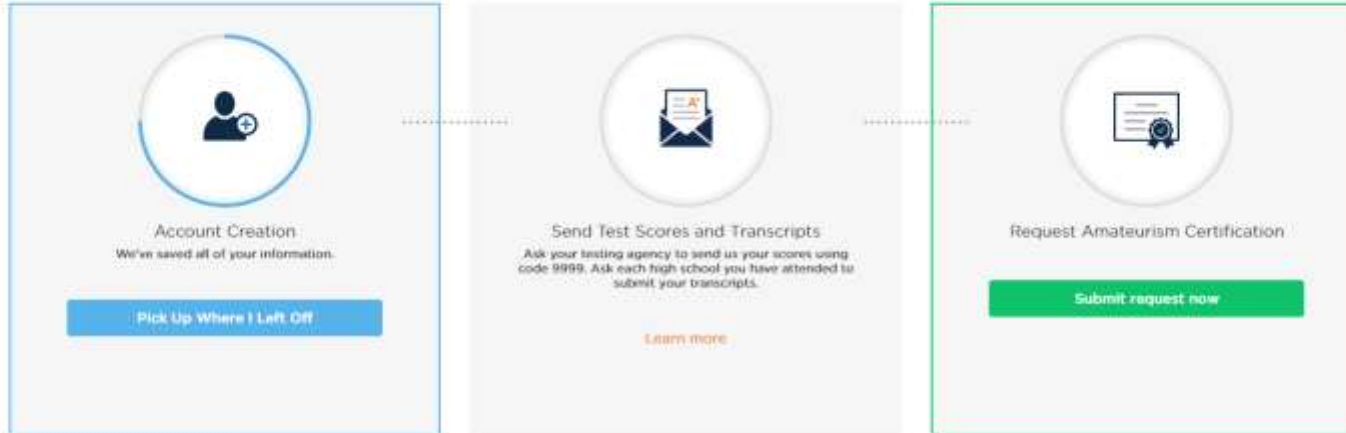 Account Creation
We've saved all of your information.
Pick Up Where I Left Off
A+
Send Test Scores and Transcripts
Ask your testing agency to send us your scores using
code 9999. Ask each high school you have attended to
submit your transcripts.
Learn more
Request Amateurism Certification
Submit request now